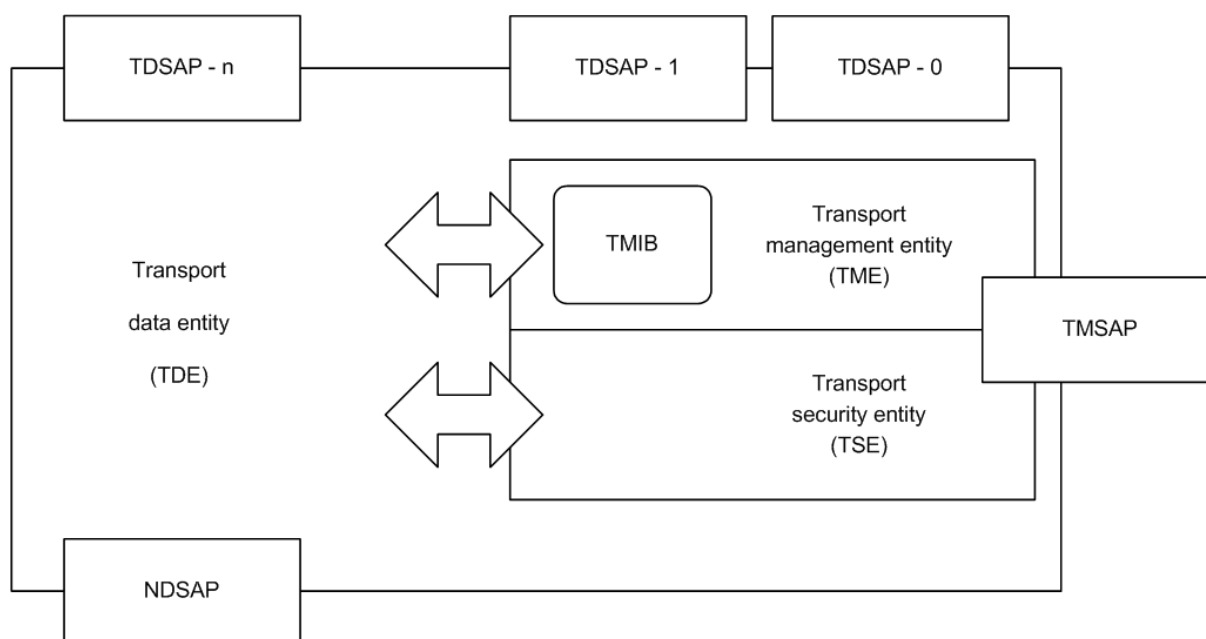 TDSAP - n
TDSAP - 1
TDSAP - 0
Transport
data entity
(TDE)
TMIB
Transport
management entity
(TME)
TMSAP
Transport
security entity
(TSE)
NDSAP